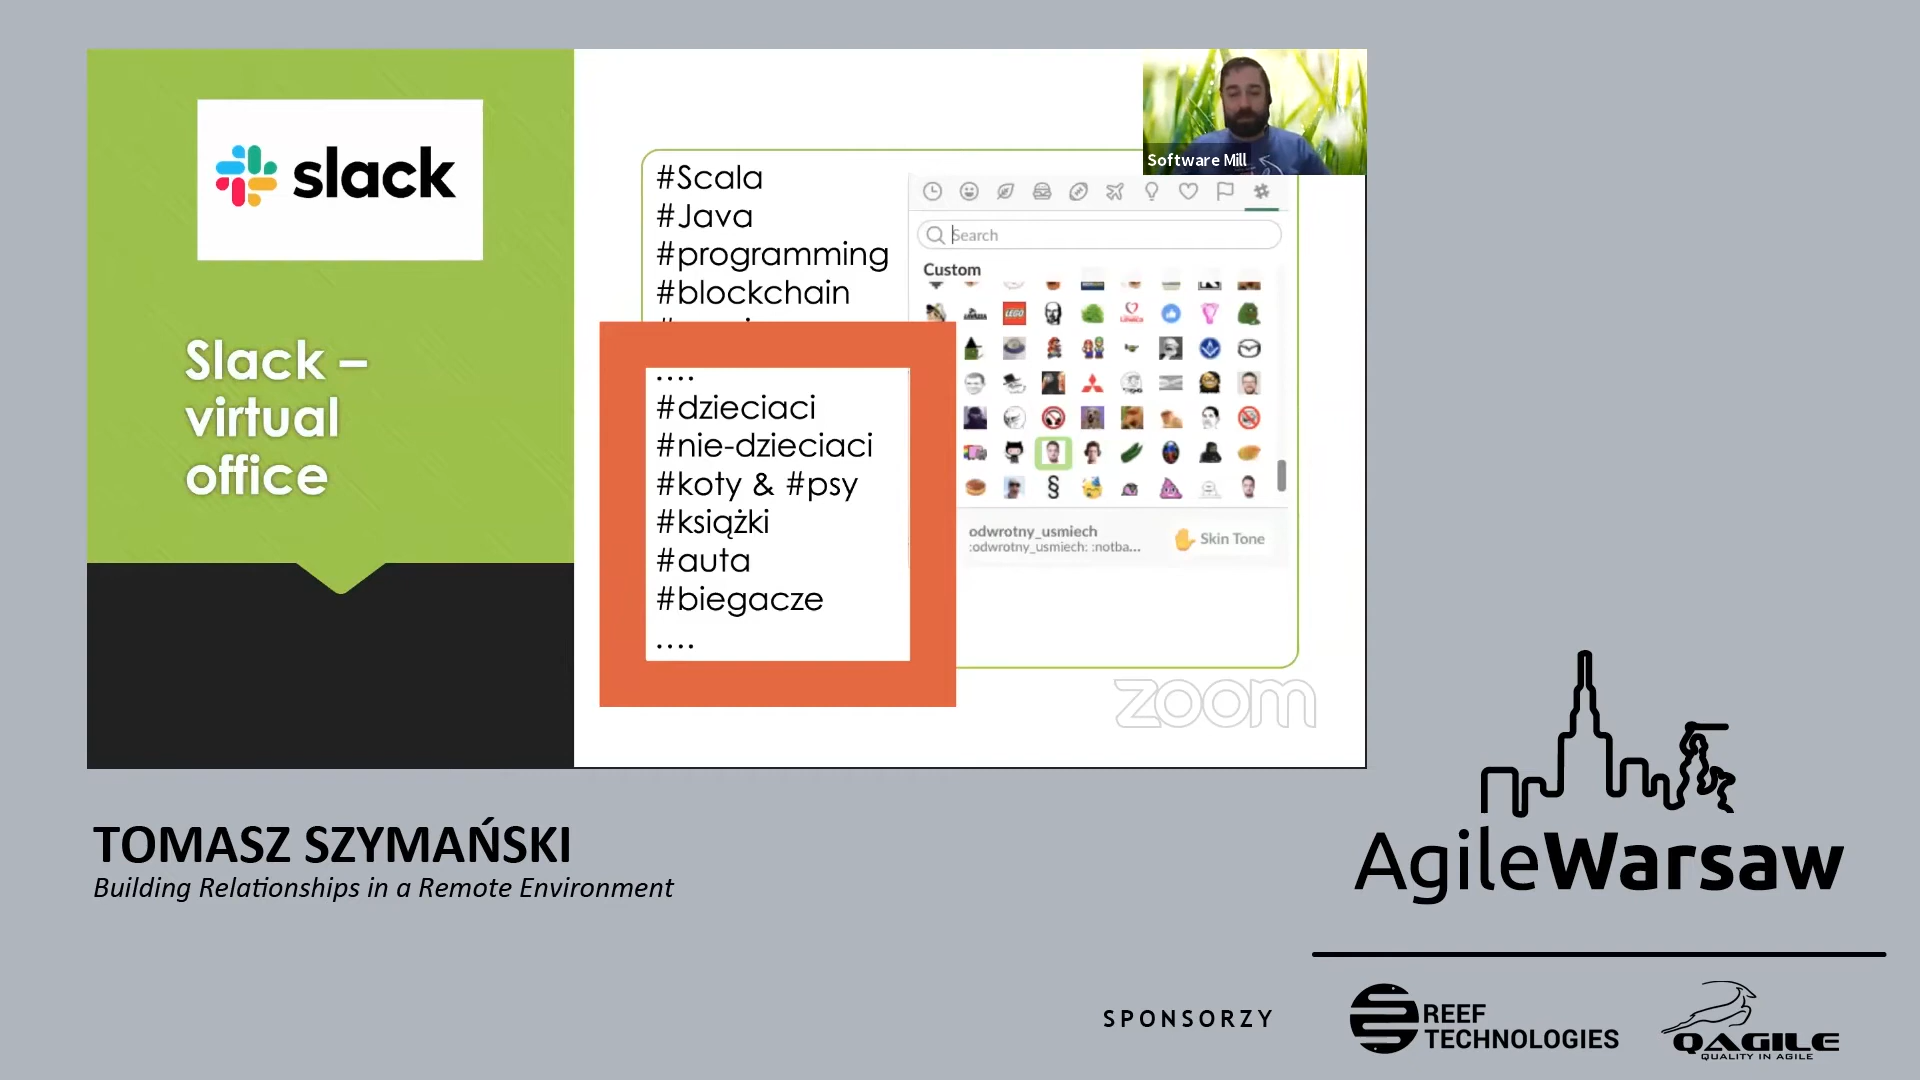 slack
Slack –
virtual
office
#Scala
#Java
#programming
#blockchain
....
#dzieciaci
#nie-dzieciaci
#koty & #psy
#książki
#auta
#biegacze
....
Software Mill
Search
Custom
LEGO
odwrotny_usmiech
:odwrotny_usmiech: :notba...
Skin Tone
zoom
TOMASZ SZYMAŃSKI
Building Relationships in a Remote Environment
AgileWarsaw
SPONSORZY
REEF
TECHNOLOGIES
QAGILE
QUALITY IN AGILE